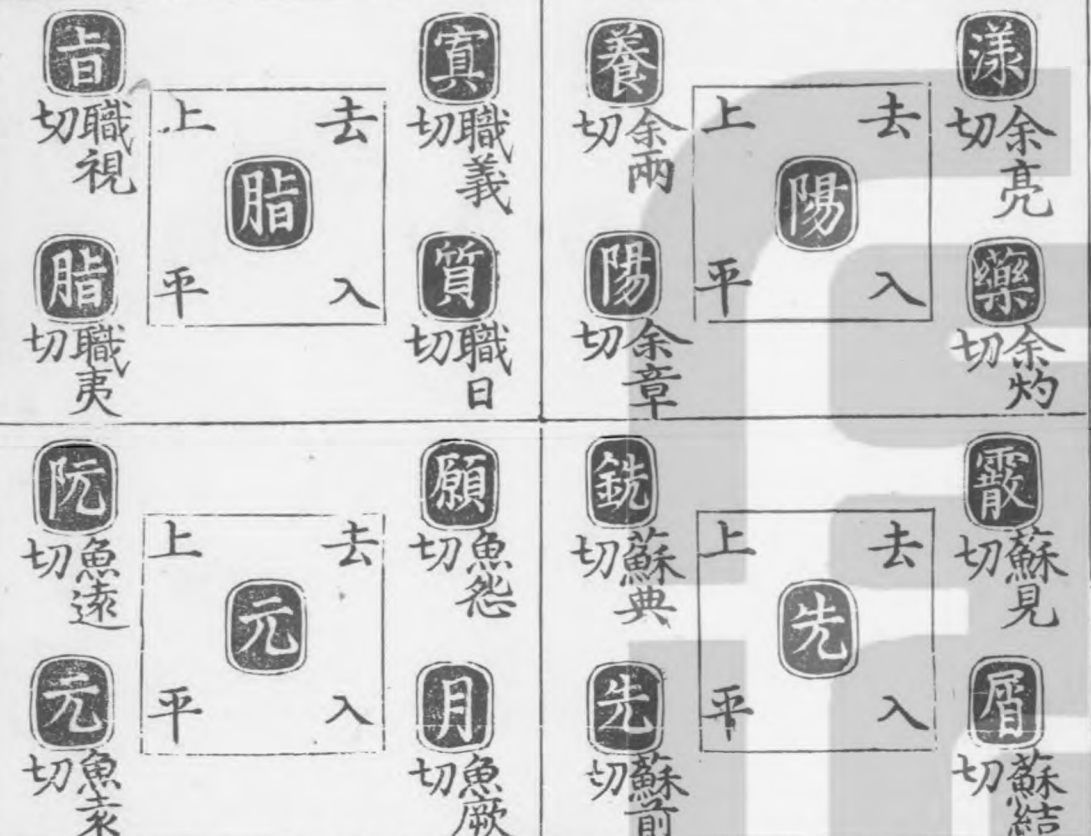 漾 余亮切
養 余兩切
去
上
陽
入
平
藥 余灼切
陽 余章切
寘 職義切
㫖 職視切
去
上
脂
入
平
質 職日切
脂 職夷切
霰 蘇見切
銑 蘇典切
去
上
先
入
平
屑 蘇結切
先 蘇前切
願 魚怨切
阮 魚遠切
去
上
元
入
平
月 魚厥切
元 魚袁切